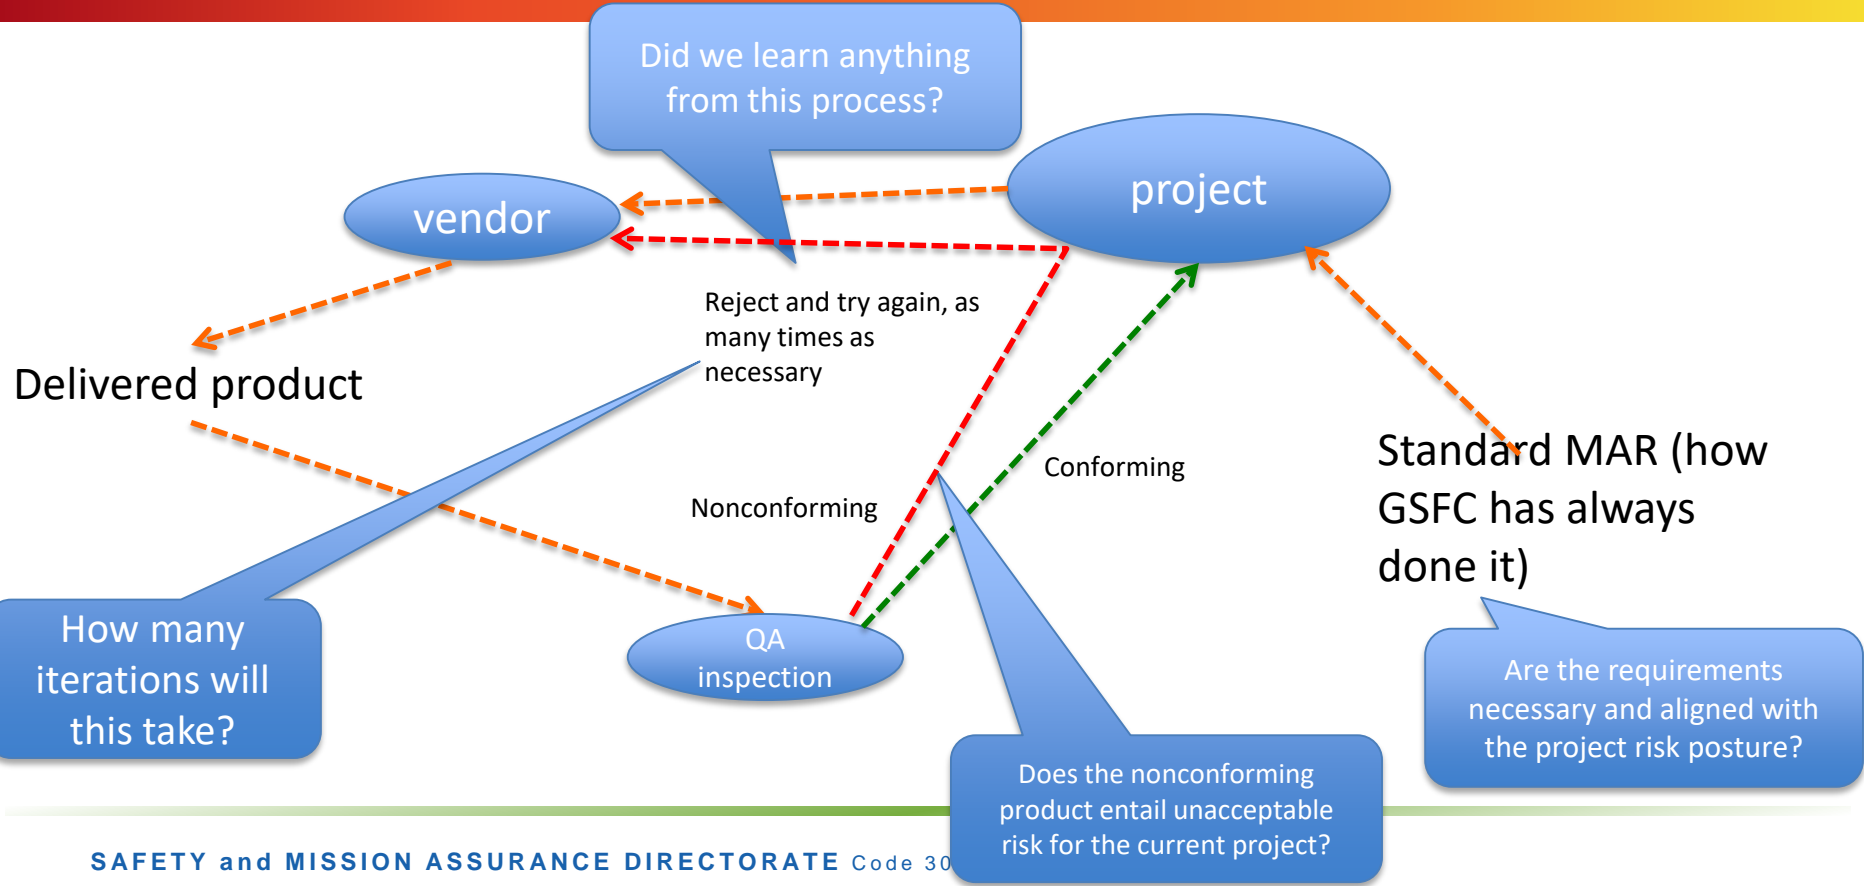 Did we learn anything
from this process?
project
vendor
Reject and try again, as
many times as
necessary
Delivered product
Standard MAR (how
GSFC has always
done it)
Conforming
Nonconforming
How many
iterations will
this take?
QA
inspection
Are the requirements
necessary and aligned with
the project risk posture?
Does the nonconforming
product entail unacceptable
risk for the current project?
SAFETY and MISSION ASSURANCE DIRECTORATE Code 30